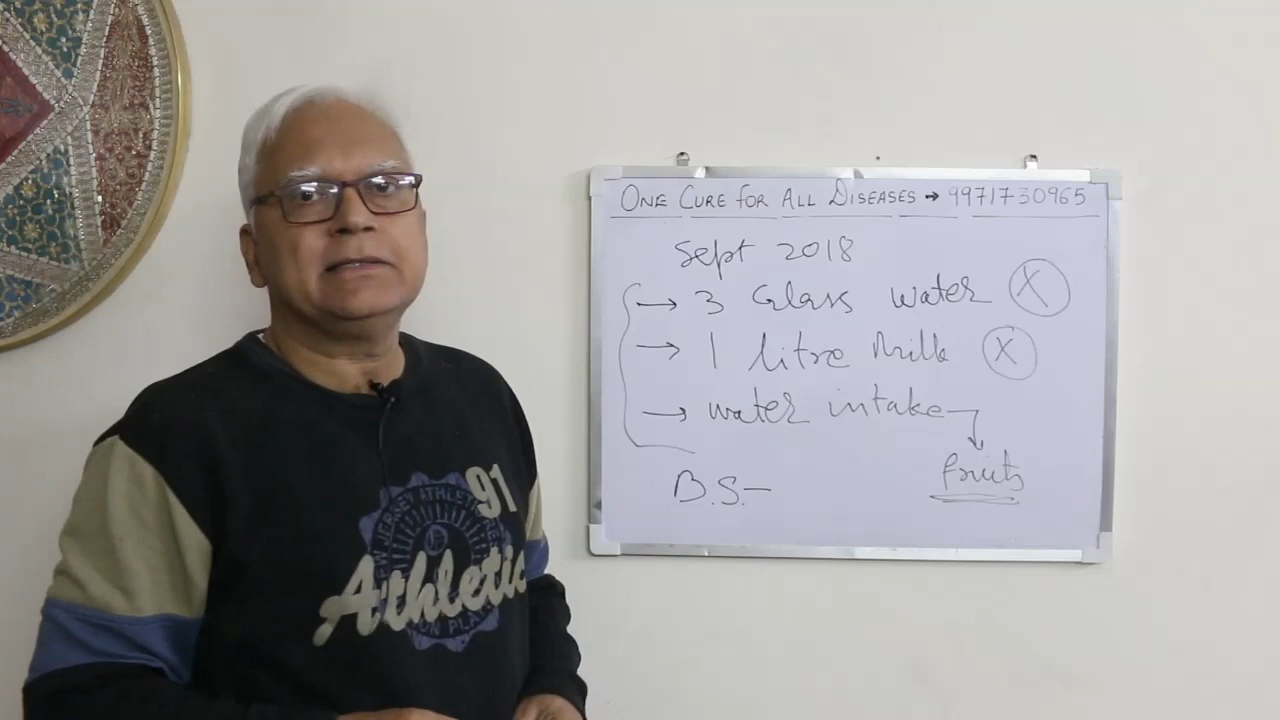 ONE CURE FOR ALL DISEASES → 9971730965
Sept 2018
→ 3 Glass water X
→ 1 litre Milk X
→ water intake
fruits
B.S.-
91
NEW JERSEY ATHLETIC
Athletic